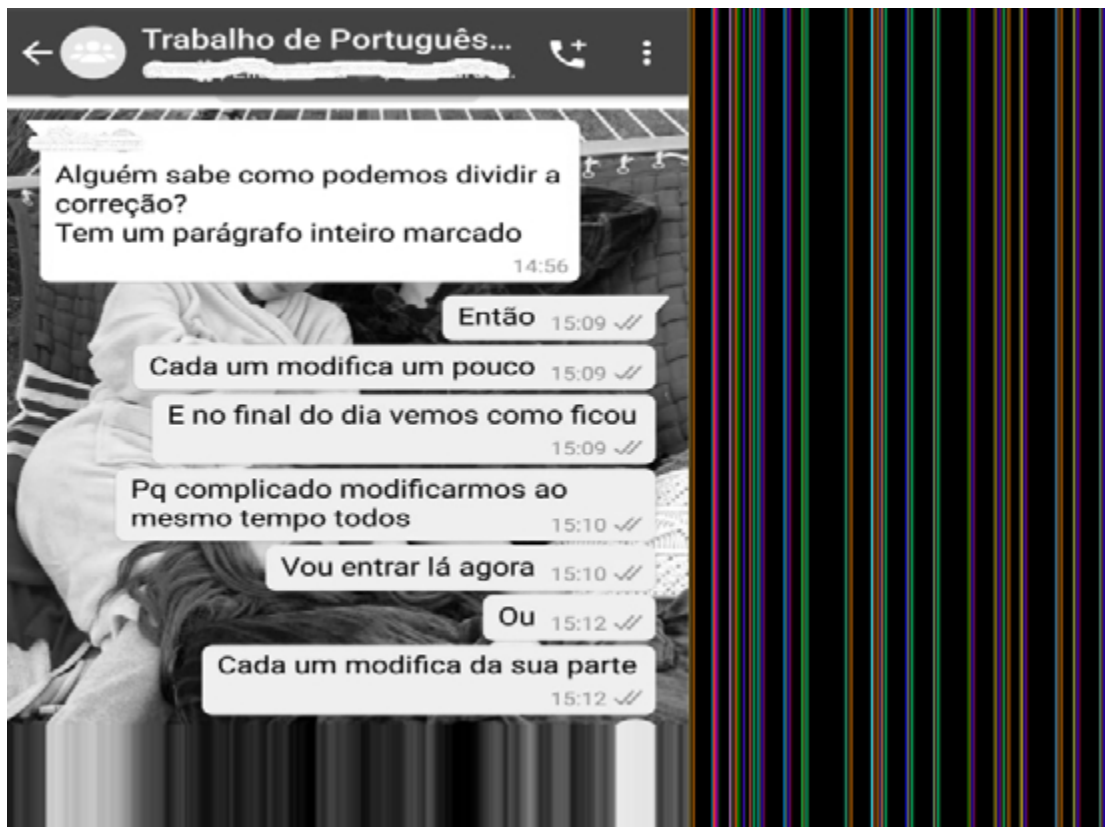 Trabalho de Português...
Alguém sabe como podemos dividir a
correção?
Tem um parágrafo inteiro marcado
14:56
Então 15:09
Cada um modifica um pouco 15:09
E no final do dia vemos como ficou
15:09
Pq complicado modificarmos ao
mesmo tempo todos 15:10
Vou entrar lá agora 15:10
Ou 15:12
Cada um modifica da sua parte
15:12